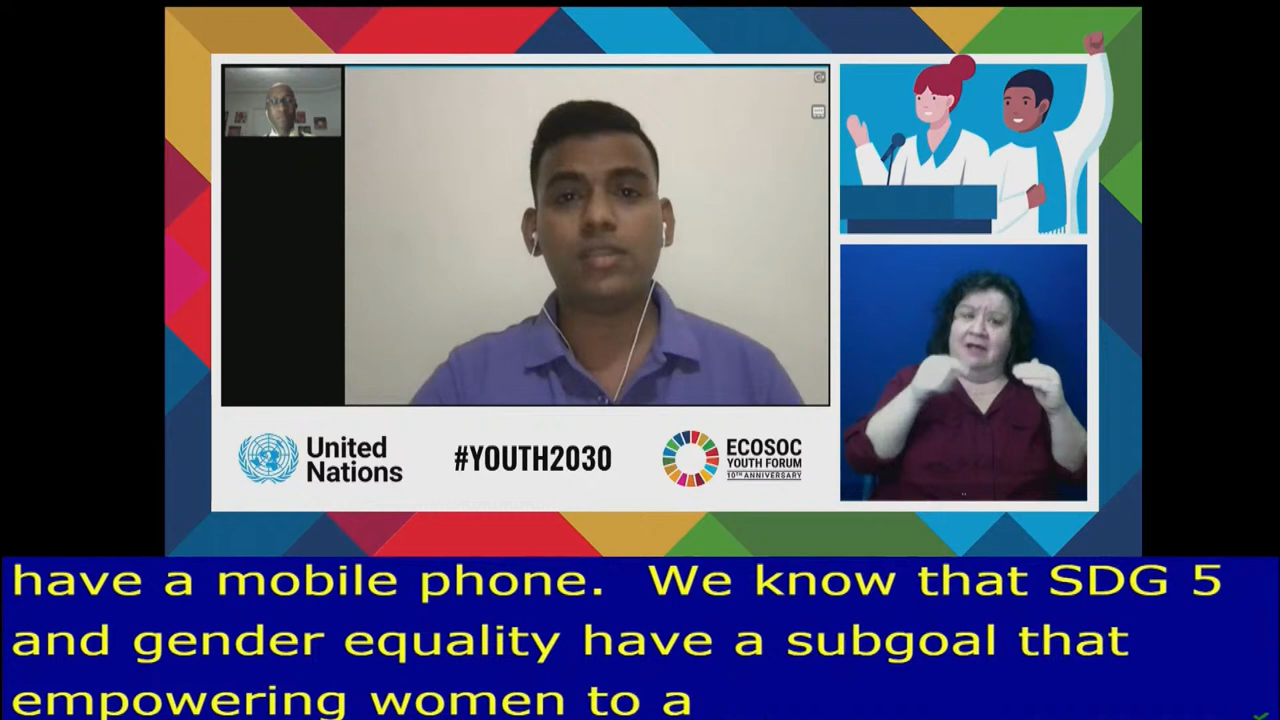 United
Nations
#YOUTH2030
ECOSOC
YOUTH FORUM
10TH ANNIVERSARY
have a mobile phone.  We know that SDG 5
and gender equality have a subgoal that
empowering women to a